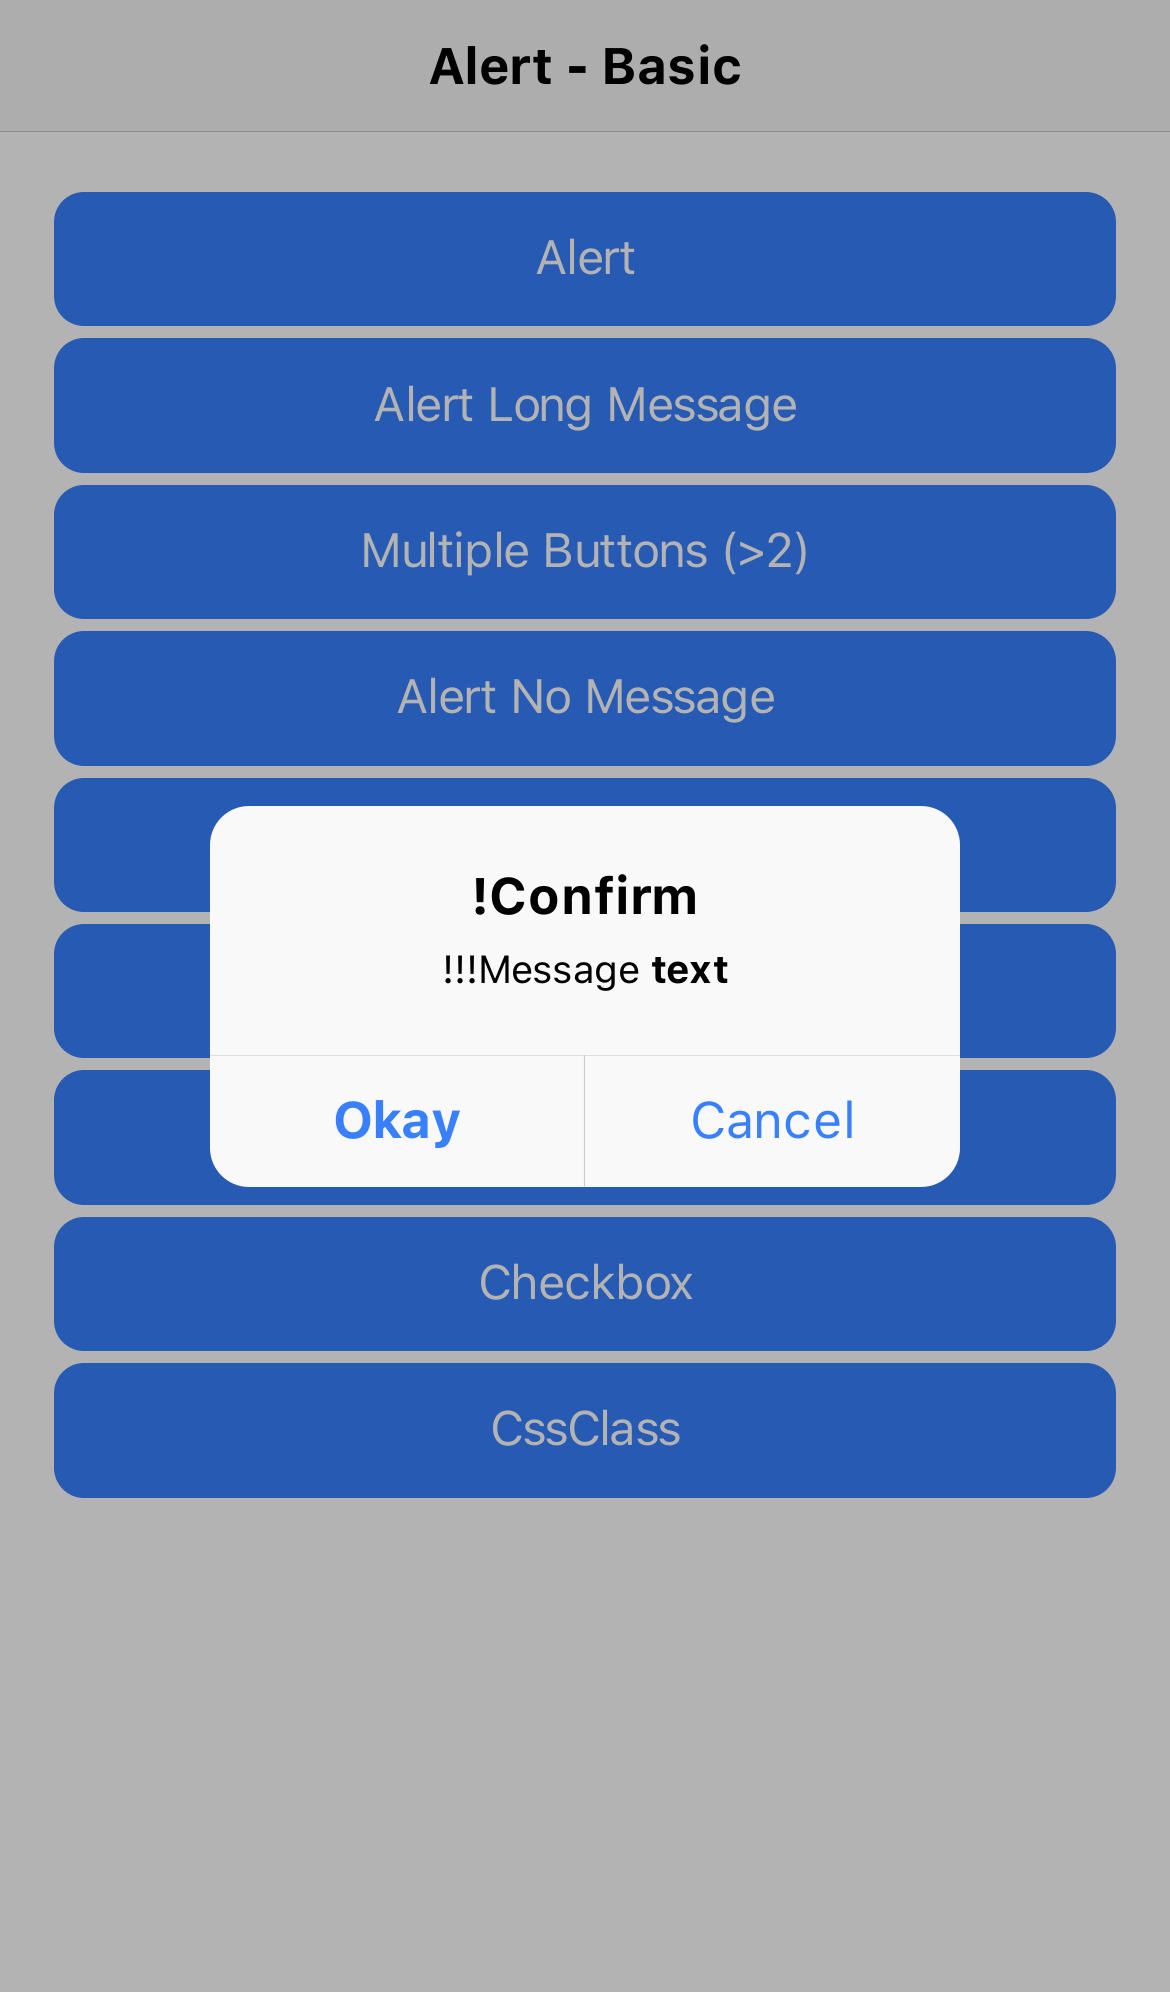 Alert - Basic
Alert
Alert Long Message
Multiple Buttons (>2)
Alert No Message
!Confirm
!!!Message text
Okay
Cancel
Checkbox
CssClass